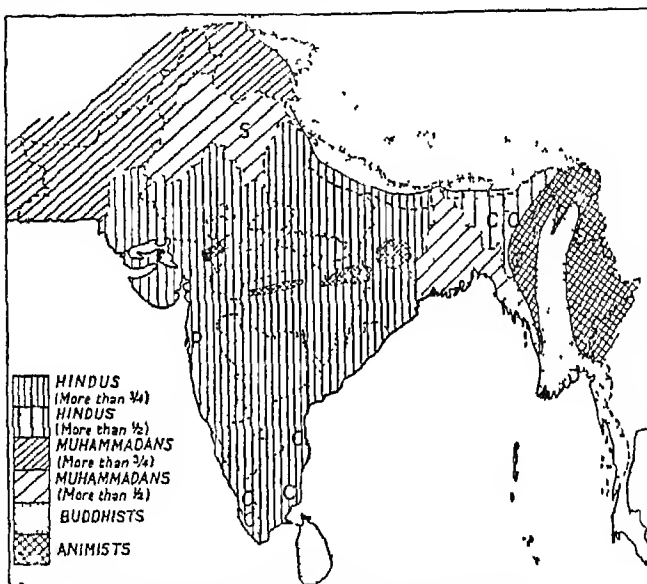 S
C
C
P
C
C
C
HINDUS
(More than ¾)
HINDUS
(More than ½)
MUHAMMADANS
(More than ¾)
MUHAMMADANS
(More than ½)
BUDDHISTS
ANIMISTS